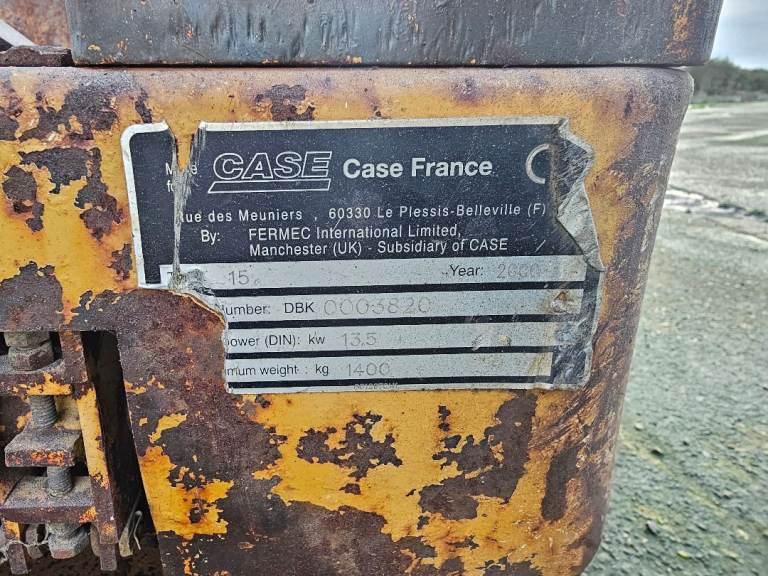 CASE Case France
ue des Meuniers , 60330 Le Plessis-Belleville (F)
By: FERMEC International Limited,
Manchester (UK) - Subsidiary of CASE
15 Year: 2000
umber: DBK 0003820
power (DIN): kw 13.5
mum weight : kg 1400